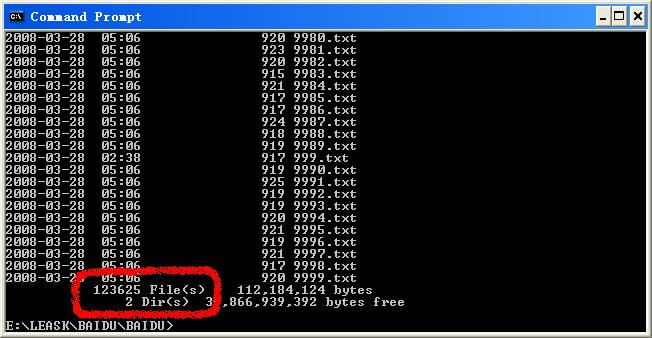 Command Prompt
2008-03-28 05:06 920 9980.txt
2008-03-28 05:06 923 9981.txt
2008-03-28 05:06 920 9982.txt
2008-03-28 05:06 915 9983.txt
2008-03-28 05:06 921 9984.txt
2008-03-28 05:06 917 9985.txt
2008-03-28 05:06 917 9986.txt
2008-03-28 05:06 924 9987.txt
2008-03-28 05:06 918 9988.txt
2008-03-28 05:06 919 9989.txt
2008-03-28 02:38 917 999.txt
2008-03-28 05:06 919 9990.txt
2008-03-28 05:06 925 9991.txt
2008-03-28 05:06 919 9992.txt
2008-03-28 05:06 919 9993.txt
2008-03-28 05:06 920 9994.txt
2008-03-28 05:06 921 9995.txt
2008-03-28 05:06 919 9996.txt
2008-03-28 05:06 921 9997.txt
2008-03-28 05:06 917 9998.txt
2008-03-28 05:06 920 9999.txt
123625 File(s) 112,184,124 bytes
2 Dir(s) bytes free
E:\LEASK\BAIDU\BAIDU>